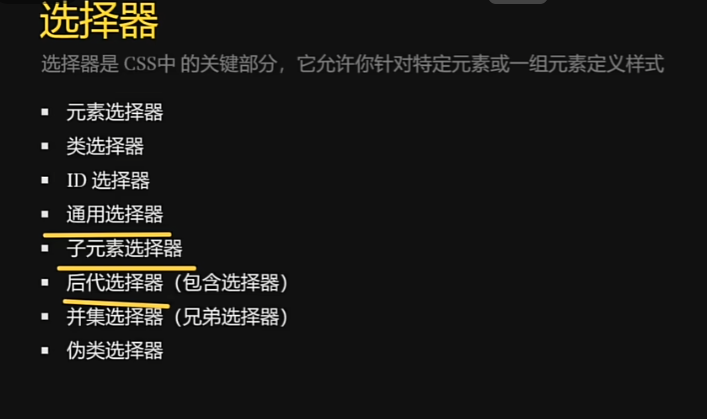 选择器
选择器是 CSS中 的关键部分，它允许你针对特定元素或一组元素定义样式
▪ 元素选择器
▪ 类选择器
▪ ID 选择器
▪ 通用选择器
▪ 子元素选择器
▪ 后代选择器（包含选择器）
▪ 并集选择器（兄弟选择器）
▪ 伪类选择器